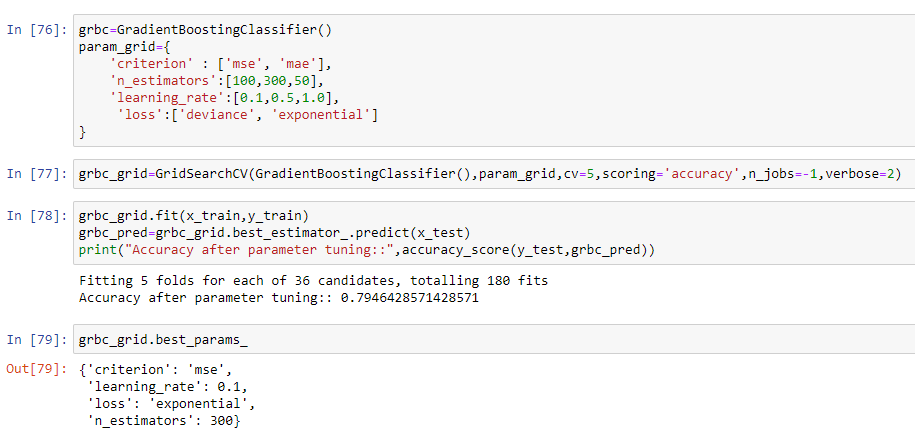 In [76]: grbc=GradientBoostingClassifier()
param_grid={
    'criterion' : ['mse', 'mae'],
    'n_estimators':[100,300,50],
    'learning_rate':[0.1,0.5,1.0],
     'loss':['deviance', 'exponential']
}
In [77]: grbc_grid=GridSearchCV(GradientBoostingClassifier(),param_grid,cv=5,scoring='accuracy',n_jobs=-1,verbose=2)
In [78]: grbc_grid.fit(x_train,y_train)
grbc_pred=grbc_grid.best_estimator_.predict(x_test)
print("Accuracy after parameter tuning::",accuracy_score(y_test,grbc_pred))
Fitting 5 folds for each of 36 candidates, totalling 180 fits
Accuracy after parameter tuning:: 0.7946428571428571
In [79]: grbc_grid.best_params_
Out[79]: {'criterion': 'mse',
 'learning_rate': 0.1,
 'loss': 'exponential',
 'n_estimators': 300}